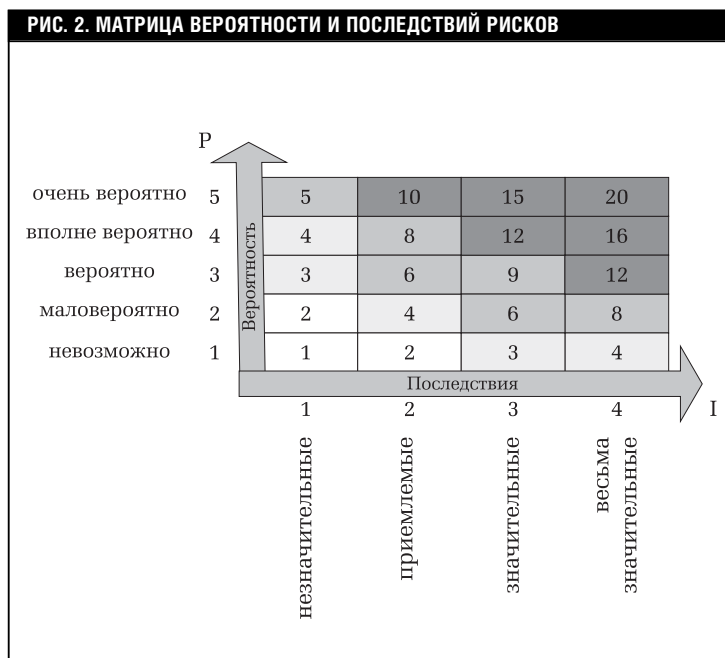 РИС. 2. МАТРИЦА ВЕРОЯТНОСТИ И ПОСЛЕДСТВИЙ РИСКОВ
P
очень вероятно 5 5 10 15 20
вполне вероятно 4 4 8 12 16
вероятно 3 3 6 9 12
маловероятно 2 2 4 6 8
невозможно 1 1 2 3 4
Вероятность
Последствия
1 2 3 4 I
незначительные
приемлемые
значительные
весьма
значительные